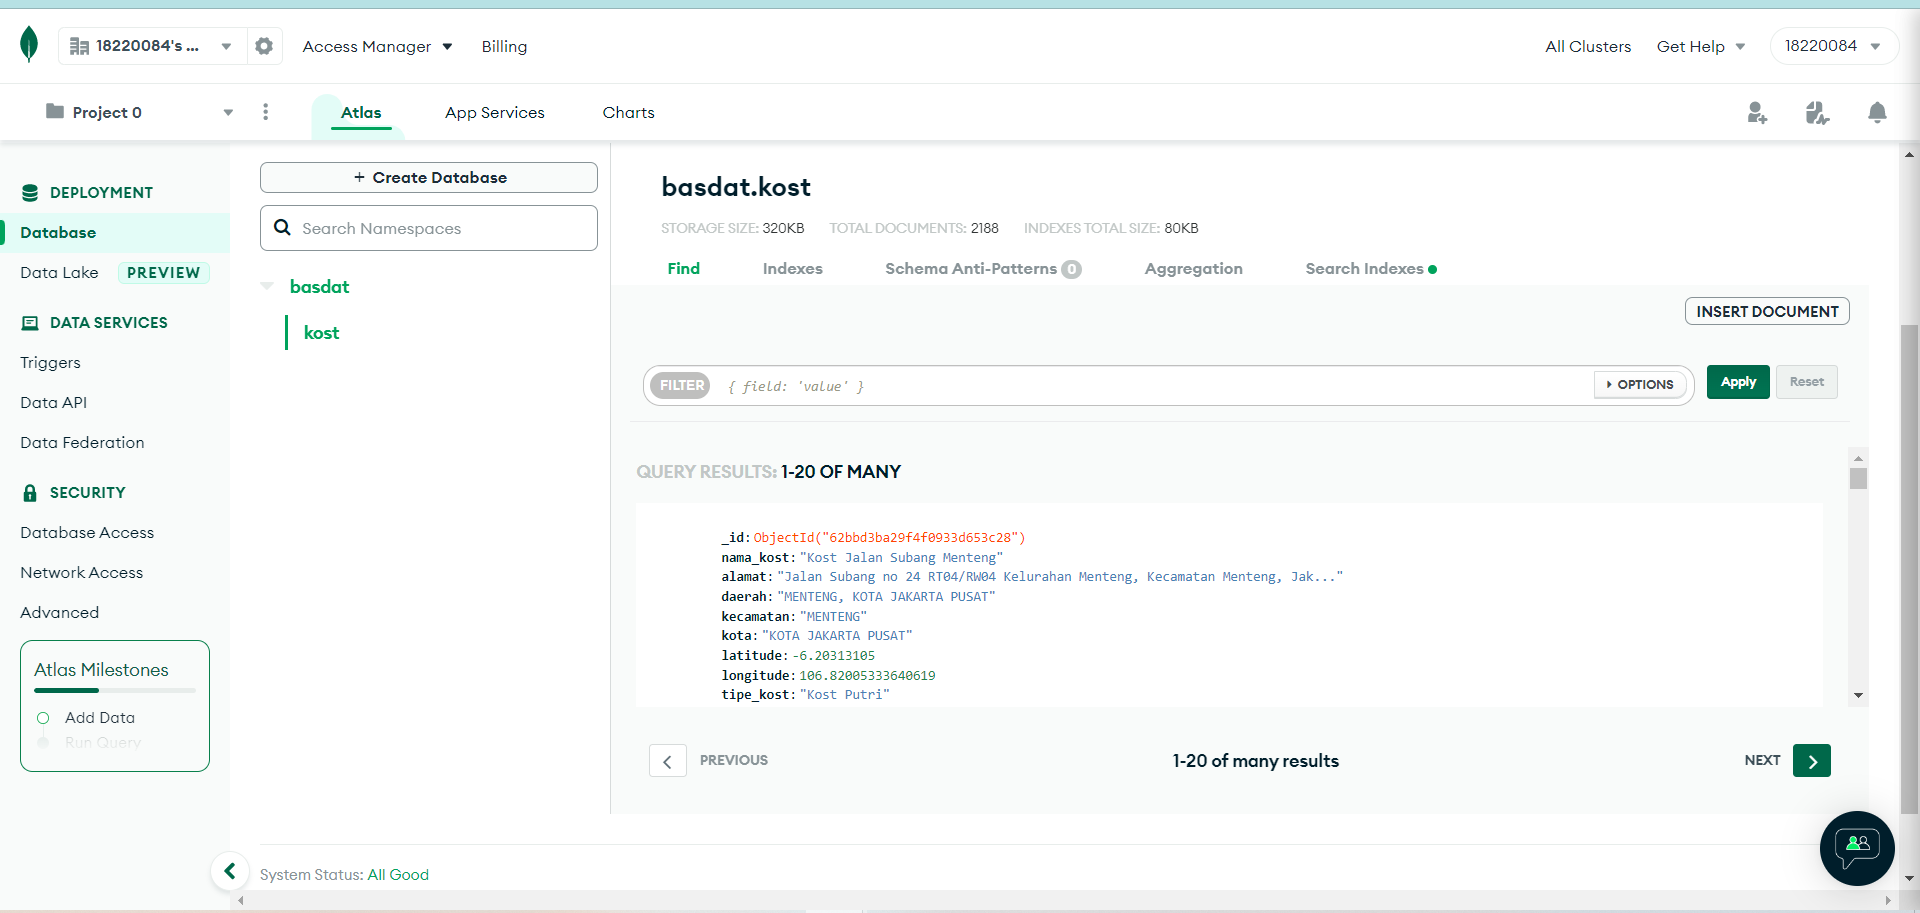 18220084's ...
Access Manager
Billing
All Clusters
Get Help
18220084
Project 0
Atlas
App Services
Charts
DEPLOYMENT
Database
Data Lake PREVIEW
DATA SERVICES
Triggers
Data API
Data Federation
SECURITY
Database Access
Network Access
Advanced
Atlas Milestones
Add Data
Run Query
+ Create Database
Search Namespaces
basdat
kost
basdat.kost
STORAGE SIZE: 320KB TOTAL DOCUMENTS: 2188 INDEXES TOTAL SIZE: 80KB
Find Indexes Schema Anti-Patterns 0 Aggregation Search Indexes
INSERT DOCUMENT
FILTER { field: 'value' } OPTIONS Apply Reset
QUERY RESULTS: 1-20 OF MANY
_id: ObjectId("62bbd3ba29f4f0933d653c28")
nama_kost: "Kost Jalan Subang Menteng"
alamat: "Jalan Subang no 24 RT04/RW04 Kelurahan Menteng, Kecamatan Menteng, Jak..."
daerah: "MENTENG, KOTA JAKARTA PUSAT"
kecamatan: "MENTENG"
kota: "KOTA JAKARTA PUSAT"
latitude: -6.20313105
longitude: 106.82005333640619
tipe_kost: "Kost Putri"
PREVIOUS 1-20 of many results NEXT
System Status: All Good